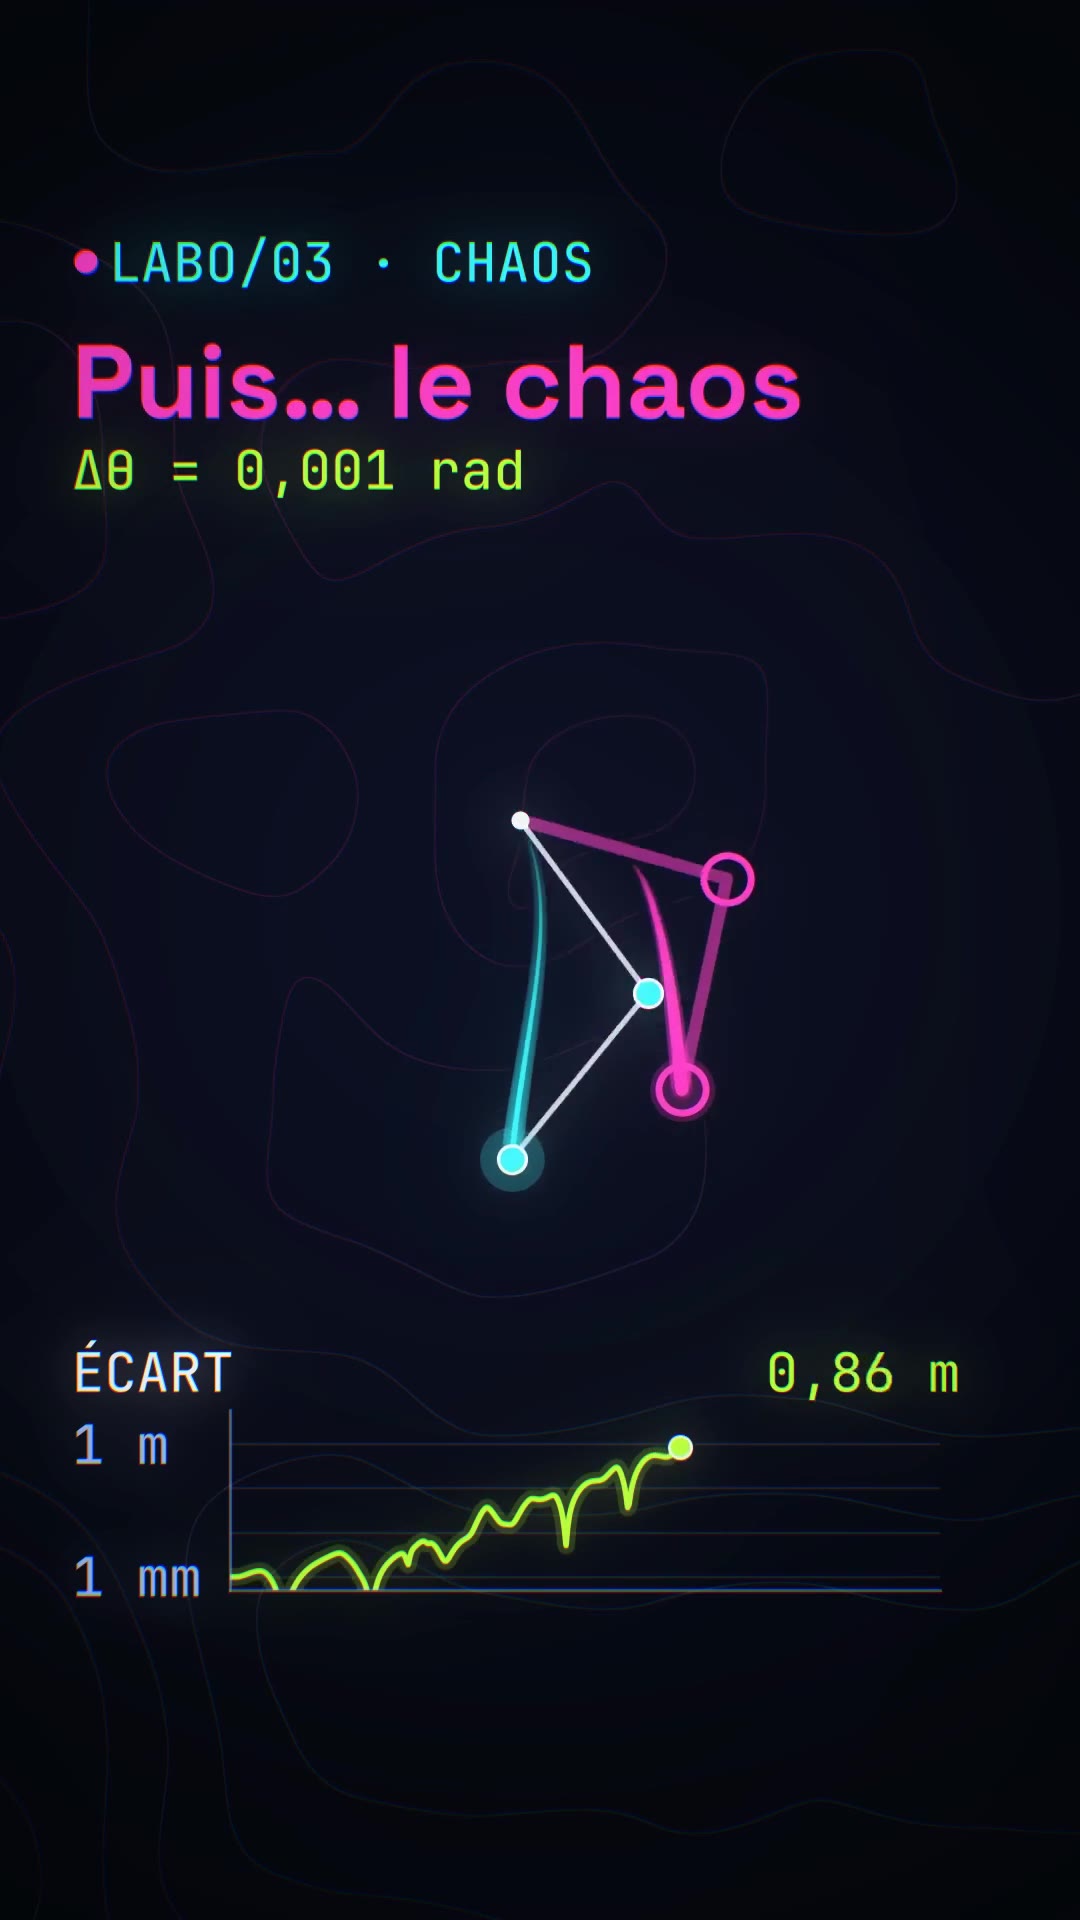 LABO/03 · CHAOS
Puis... le chaos
Δθ = 0,001 rad
ÉCART
0,86 m
1 m
1 mm